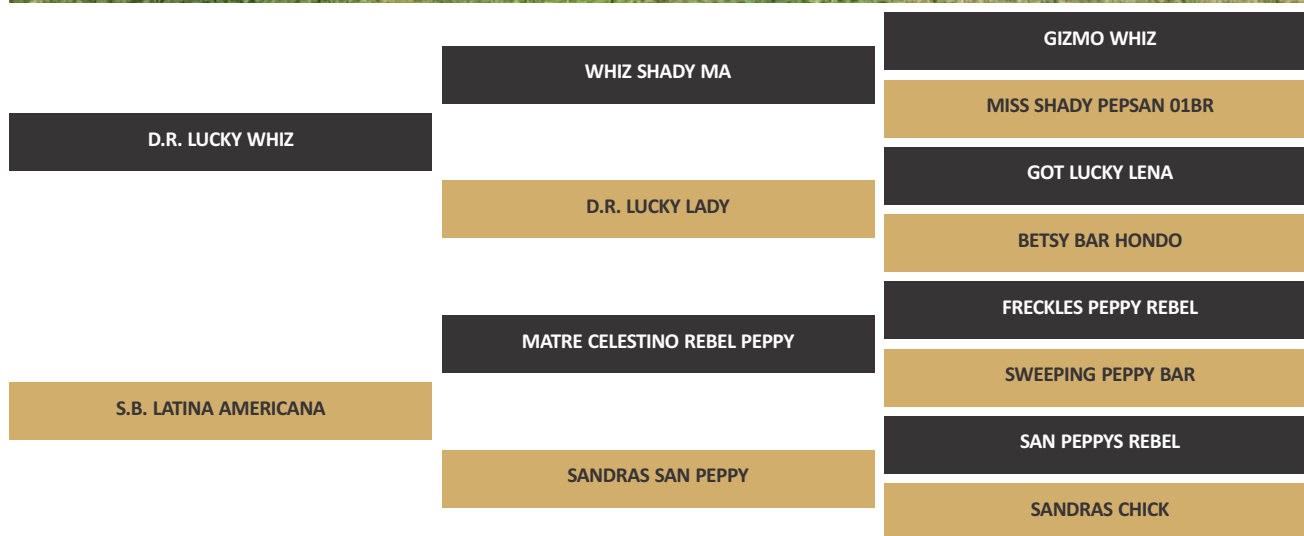 GIZMO WHIZ
WHIZ SHADY MA
MISS SHADY PEPSAN 01BR
D.R. LUCKY WHIZ
GOT LUCKY LENA
D.R. LUCKY LADY
BETSY BAR HONDO
FRECKLES PEPPY REBEL
MATRE CELESTINO REBEL PEPPY
SWEEPING PEPPY BAR
S.B. LATINA AMERICANA
SAN PEPPYS REBEL
SANDRAS SAN PEPPY
SANDRAS CHICK